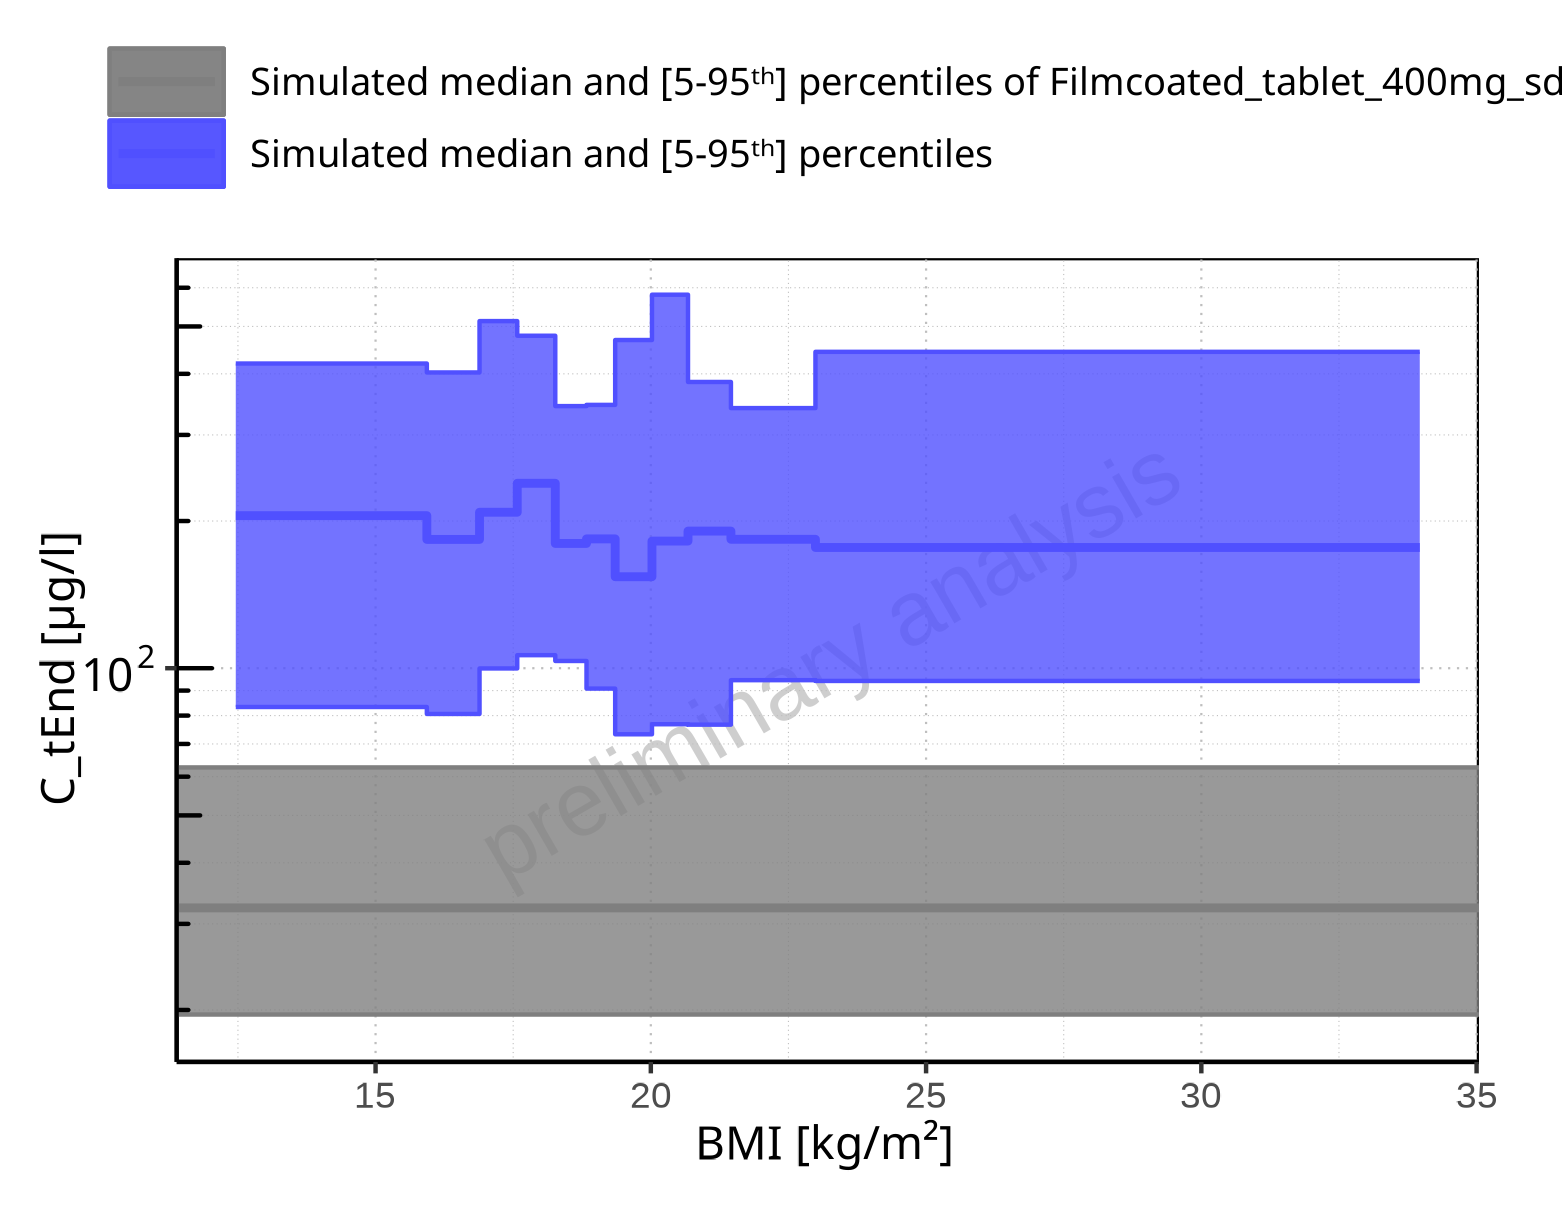 Simulated median and [5-95ᵗʰ] percentiles of Filmcoated_tablet_400mg_sd
Simulated median and [5-95ᵗʰ] percentiles
C_tEnd [µg/l]
10²
preliminary analysis
15 20 25 30 35
BMI [kg/m²]